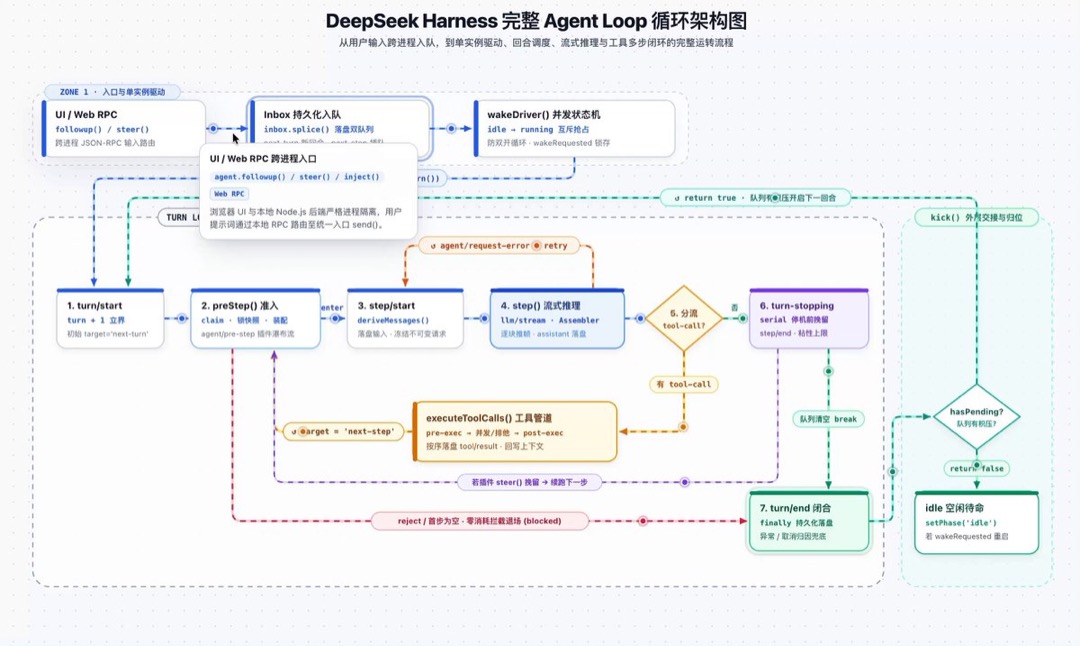 DeepSeek Harness 完整 Agent Loop 循环架构图
从用户输入跨进程入队，到单实例驱动、回合调度、流式推理与工具多步闭环的完整运转流程
ZONE 1 · 入口与单实例驱动
UI / Web RPC
followup() / steer()
跨进程 JSON-RPC 输入路由
Inbox 持久化入队
inbox.splice() 落盘双队列
wakeDriver() 并发状态机
idle → running 互斥抢占
防双开循环 · wakeRequested 锁存
UI / Web RPC 跨进程入口
agent.followup() / steer() / inject()
Web RPC
浏览器 UI 与本地 Node.js 后端严格进程隔离，用户
提示词通过本地 RPC 路由至统一入口 send()。
rn())
↺ return true · 队列有积压开启下一回合
TURN LO
kick() 外层交接与归位
↺ agent/request-error retry
1. turn/start
turn + 1 立界
初始 target='next-turn'
2. preStep() 准入
claim · 锁快照 · 装配
agent/pre-step 插件瀑布流
enter
3. step/start
deriveMessages()
落盘输入 · 冻结不可变请求
4. step() 流式推理
llm/stream · Assembler
逐块推帧 · assistant 落盘
5. 分流
tool-call?
否
6. turn-stopping
serial 停机前挽留
step/end · 粘性上限
有 tool-call
executeToolCalls() 工具管道
pre-exec → 并发/排他 → post-exec
按序落盘 tool/result · 回写上下文
↺ target = 'next-step'
队列清空 break
hasPending?
队列有积压?
return false
若插件 steer() 挽留 → 续跑下一步
reject / 首步为空 · 零消耗拦截退场 (blocked)
7. turn/end 闭合
finally 持久化落盘
异常 / 取消归因兜底
idle 空闲待命
setPhase('idle')
若 wakeRequested 重启